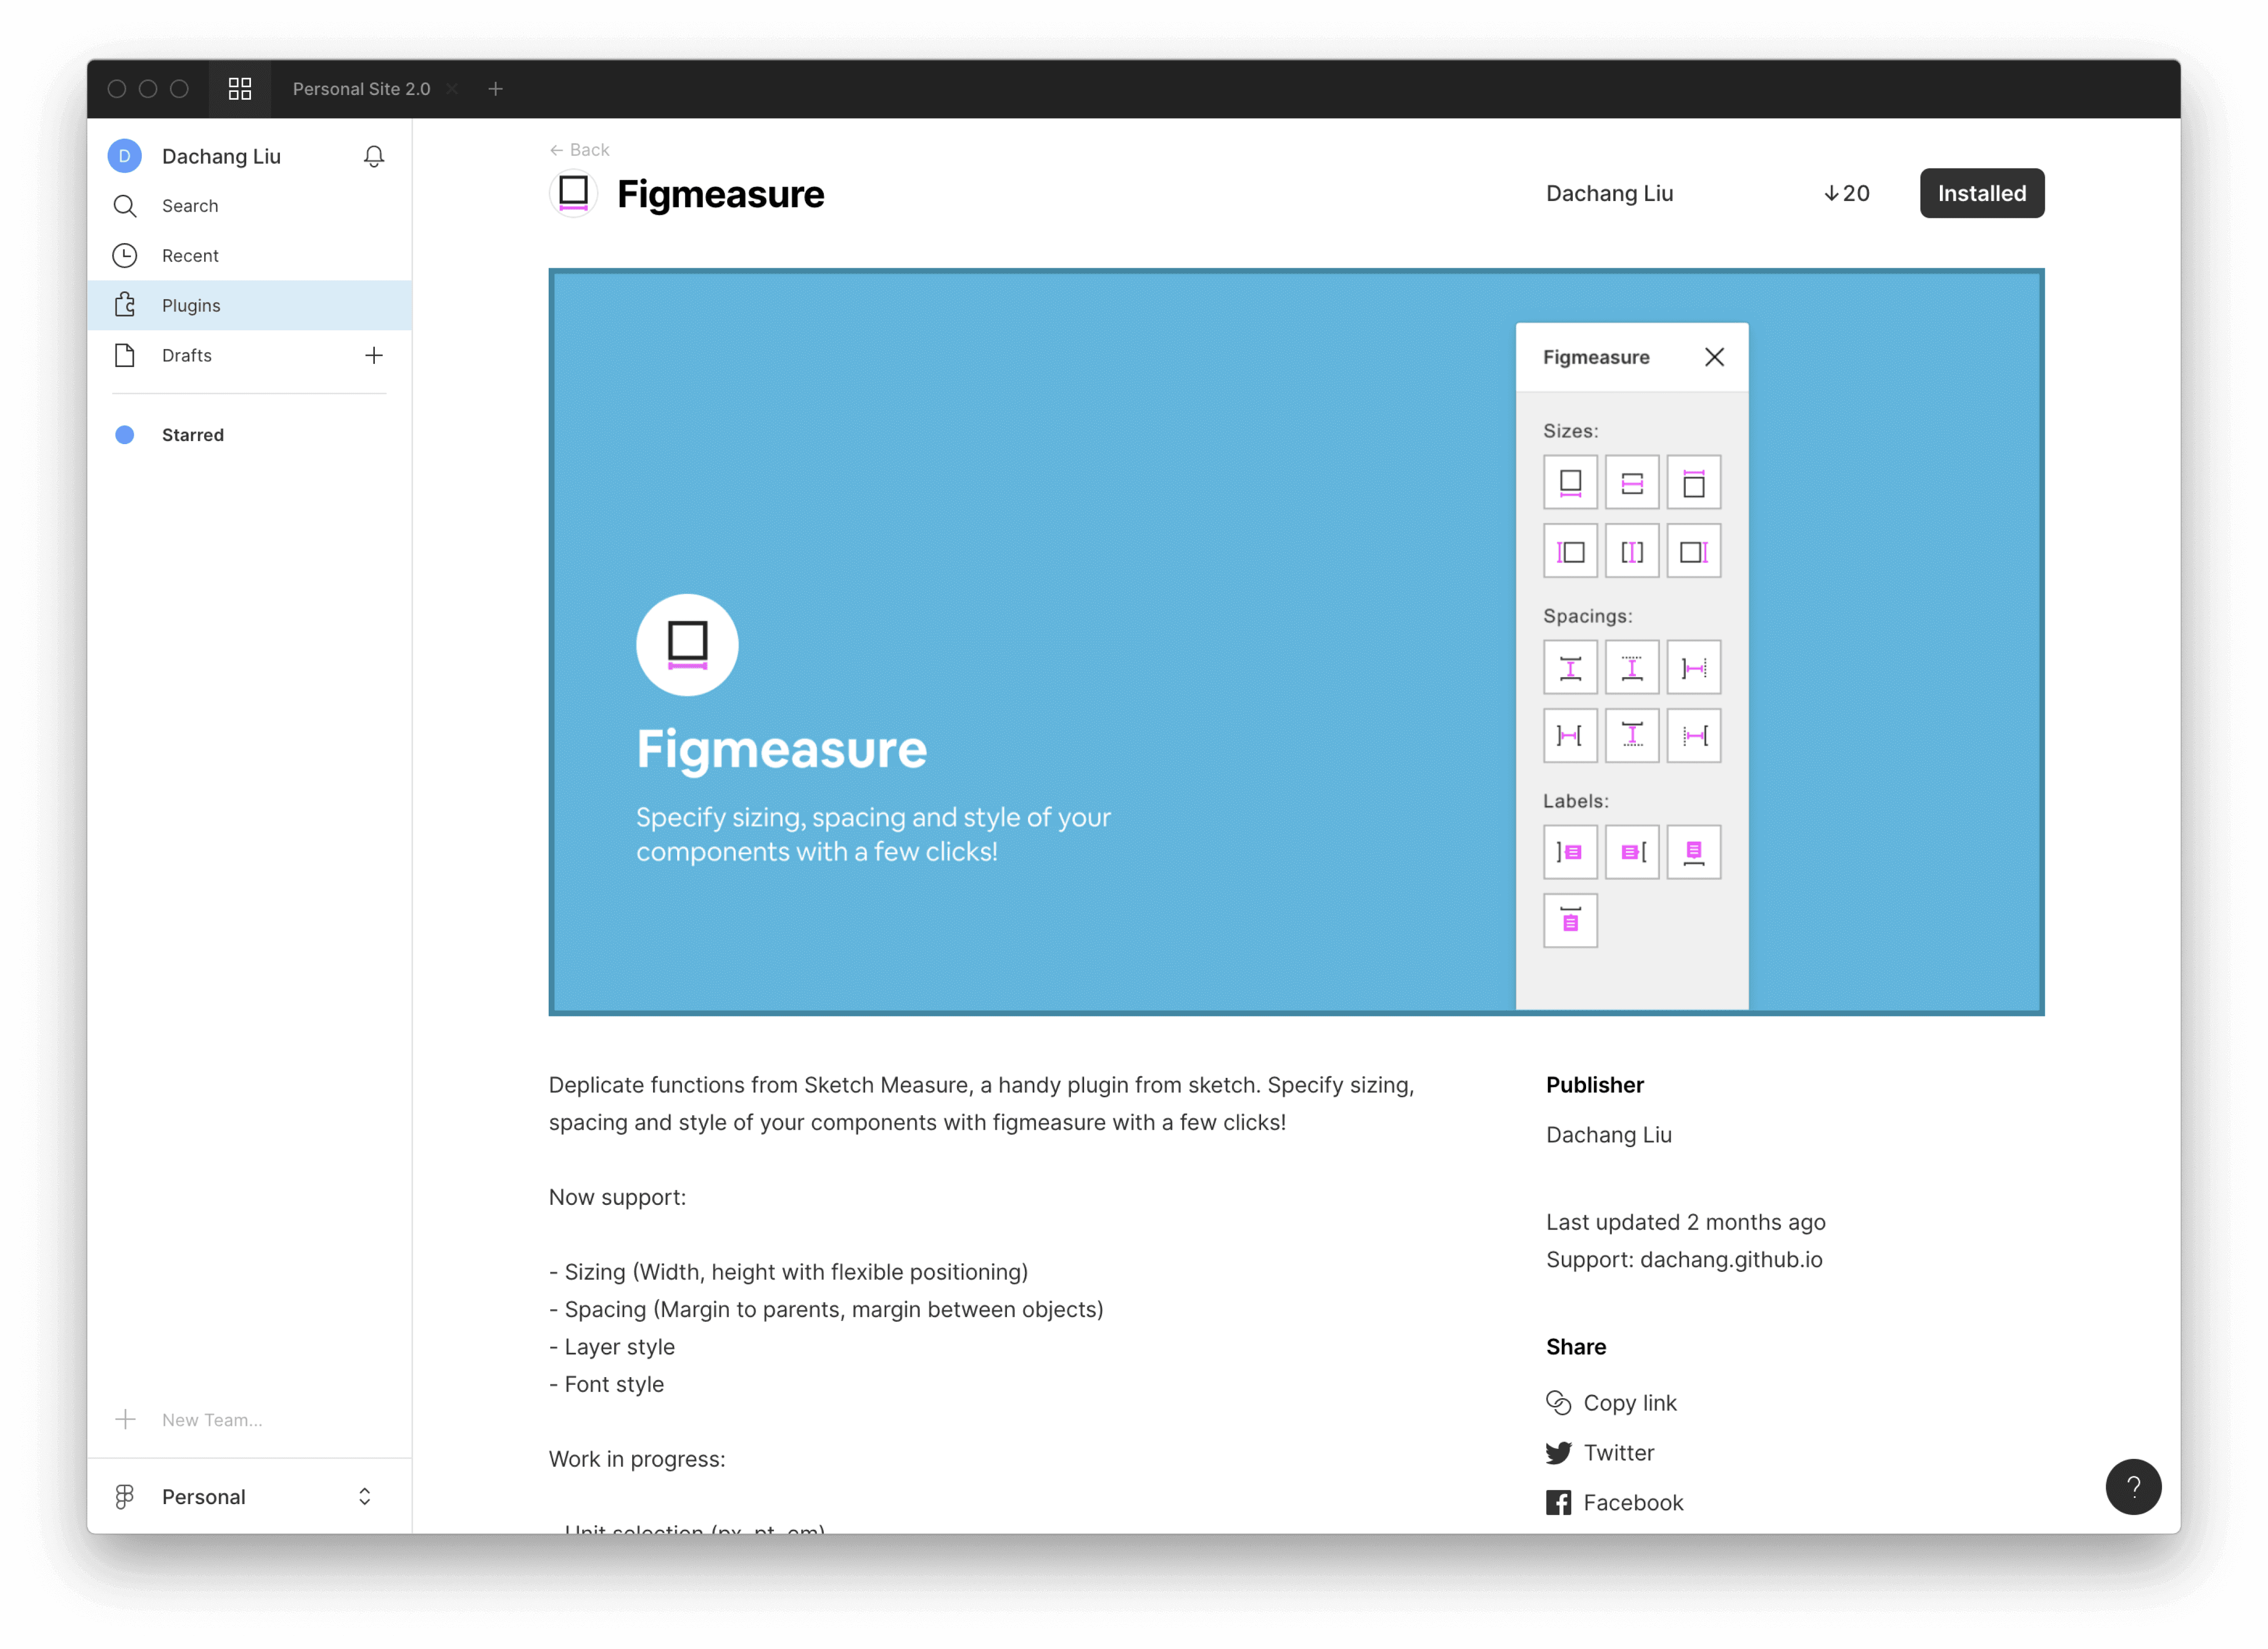 Personal Site 2.0
D
Dachang Liu
Search
Recent
Plugins
Drafts
Starred
New Team...
Personal
← Back
Figmeasure
Dachang Liu
↓20
Installed
Figmeasure
Specify sizing, spacing and style of your
components with a few clicks!
Figmeasure
Sizes:
Spacings:
Labels:
Deplicate functions from Sketch Measure, a handy plugin from sketch. Specify sizing,
spacing and style of your components with figmeasure with a few clicks!
Now support:
- Sizing (Width, height with flexible positioning)
- Spacing (Margin to parents, margin between objects)
- Layer style
- Font style
Work in progress:
- Unit selection (px, pt, em)
Publisher
Dachang Liu
Last updated 2 months ago
Support: dachang.github.io
Share
Copy link
Twitter
Facebook
?